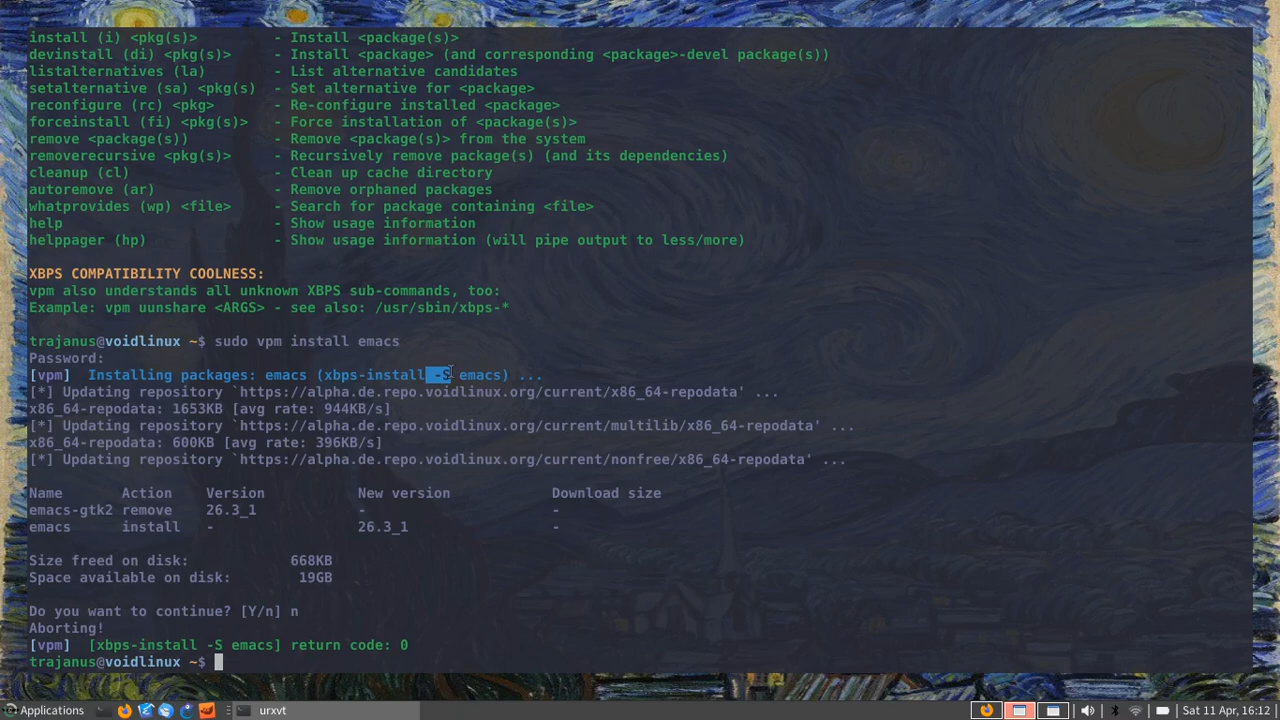 install (i) <pkg(s)> - Install <package(s)>
devinstall (di) <pkg(s)> - Install <package> (and corresponding <package>-devel package(s))
listalternatives (la) - List alternative candidates
setalternative (sa) <pkg(s) - Set alternative for <package>
reconfigure (rc) <pkg> - Re-configure installed <package>
forceinstall (fi) <pkg(s)> - Force installation of <package(s)>
remove <package(s)) - Remove <package(s)> from the system
removerecursive <pkg(s)> - Recursively remove package(s) (and its dependencies)
cleanup (cl) - Clean up cache directory
autoremove (ar) - Remove orphaned packages
whatprovides (wp) <file> - Search for package containing <file>
help - Show usage information
helppager (hp) - Show usage information (will pipe output to less/more)
XBPS COMPATIBILITY COOLNESS:
vpm also understands all unknown XBPS sub-commands, too:
Example: vpm uunshare <ARGS> - see also: /usr/sbin/xbps-*
trajanus@voidlinux ~$ sudo vpm install emacs
Password:
[vpm] Installing packages: emacs (xbps-install -S emacs) ...
[*] Updating repository `https://alpha.de.repo.voidlinux.org/current/x86_64-repodata' ...
x86_64-repodata: 1653KB [avg rate: 944KB/s]
[*] Updating repository `https://alpha.de.repo.voidlinux.org/current/multilib/x86_64-repodata' ...
x86_64-repodata: 600KB [avg rate: 396KB/s]
[*] Updating repository `https://alpha.de.repo.voidlinux.org/current/nonfree/x86_64-repodata' ...
Name Action Version New version Download size
emacs-gtk2 remove 26.3_1 - -
emacs install - 26.3_1 -
Size freed on disk: 668KB
Space available on disk: 19GB
Do you want to continue? [Y/n] n
Aborting!
[vpm] [xbps-install -S emacs] return code: 0
trajanus@voidlinux ~$
Applications urxvt Sat 11 Apr, 16:12